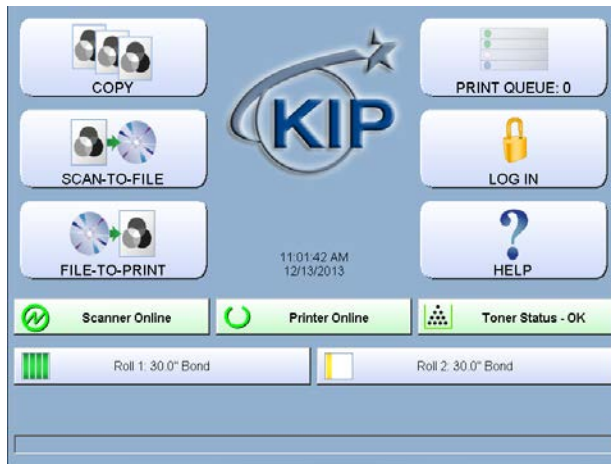 COPY
KIP
PRINT QUEUE: 0
SCAN-TO-FILE
LOG IN
FILE-TO-PRINT
11:01:42 AM
12/13/2013
HELP
Scanner Online
Printer Online
Toner Status - OK
Roll 1: 30.0" Bond
Roll 2: 30.0" Bond